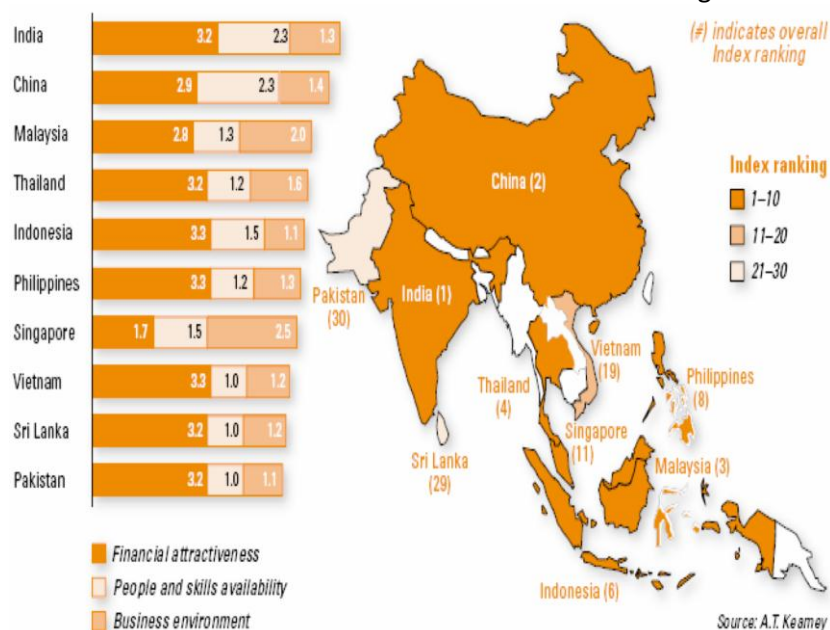 (#) indicates overall
Index ranking
India 3.2 2.3 1.3
China 2.9 2.3 1.4
Malaysia 2.8 1.3 2.0
Thailand 3.2 1.2 1.6
Indonesia 3.3 1.5 1.1
Philippines 3.3 1.2 1.3
Singapore 1.7 1.5 2.5
Vietnam 3.3 1.0 1.2
Sri Lanka 3.2 1.0 1.2
Pakistan 3.2 1.0 1.1
Financial attractiveness
People and skills availability
Business environment
China (2)
India (1)
Pakistan
(30)
Thailand
(4)
Vietnam
(19)
Singapore
(11)
Philippines
(8)
Malaysia (3)
Sri Lanka
(29)
Indonesia (6)
Index ranking
1–10
11–20
21–30
Source: A.T. Kearney